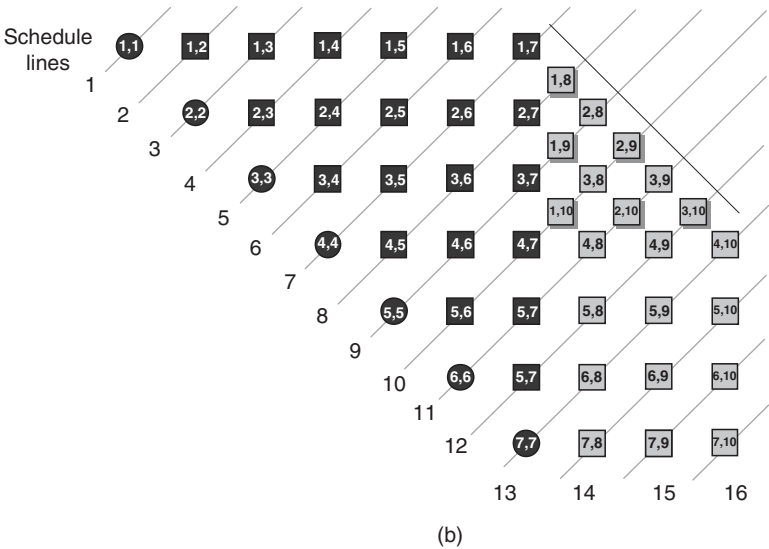 Schedule
lines
1,1 1,2 1,3 1,4 1,5 1,6 1,7
1
1,8
2
2,2 2,3 2,4 2,5 2,6 2,7 2,8
3
1,9 2,9
4
3,3 3,4 3,5 3,6 3,7 3,8 3,9
5
1,10 2,10 3,10
6
4,4 4,5 4,6 4,7 4,8 4,9 4,10
7
8
5,5 5,6 5,7 5,8 5,9 5,10
9
10
6,6 5,7 6,8 6,9 6,10
11
12
7,7 7,8 7,9 7,10
13 14 15 16
(b)